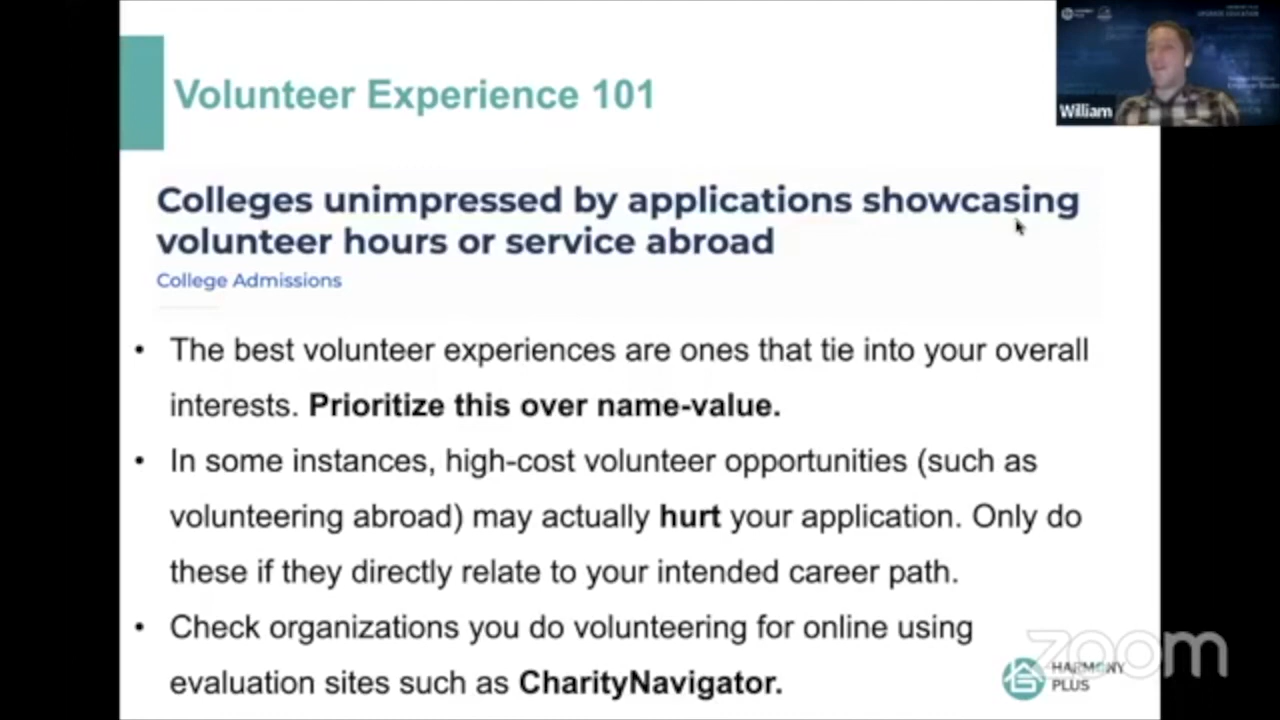 Volunteer Experience 101
William
Colleges unimpressed by applications showcasing
volunteer hours or service abroad
College Admissions
• The best volunteer experiences are ones that tie into your overall
interests. Prioritize this over name-value.
• In some instances, high-cost volunteer opportunities (such as
volunteering abroad) may actually hurt your application. Only do
these if they directly relate to your intended career path.
• Check organizations you do volunteering for online using
evaluation sites such as CharityNavigator.
zoom
HARMONY
PLUS